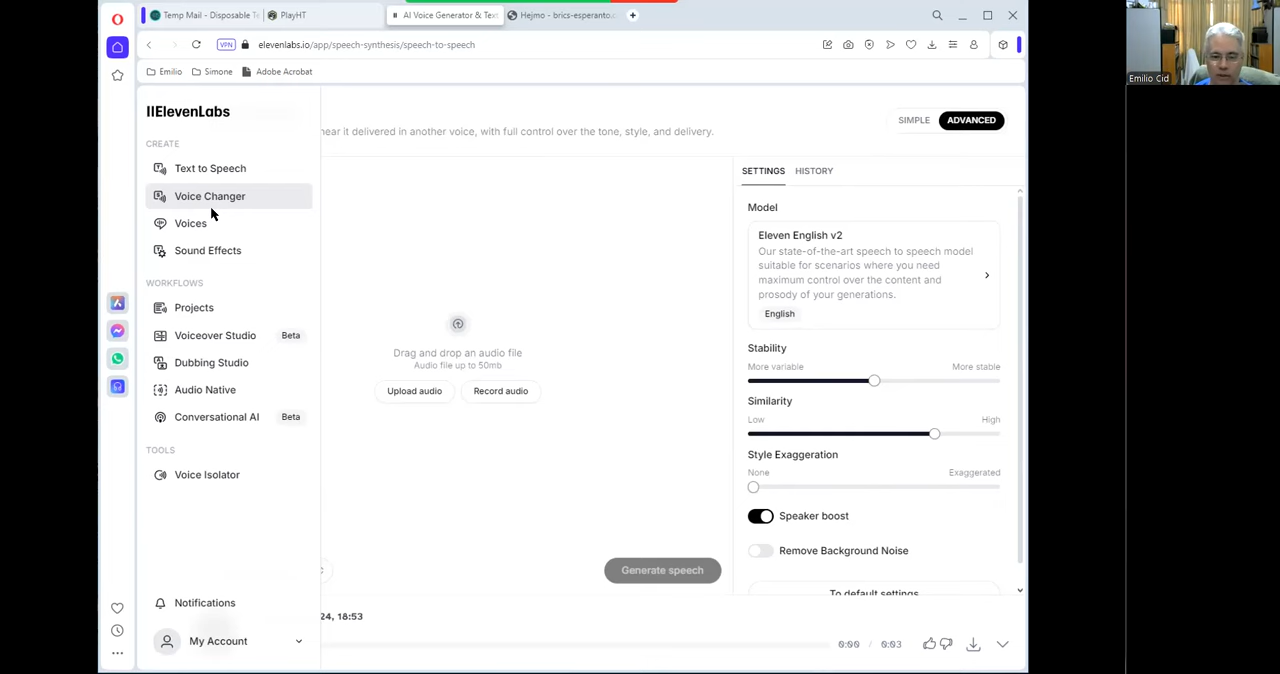 Temp Mail - Disposable Te
PlayHT
AI Voice Generator & Text
Hejmo - brics-esperanto.
VPN
elevenlabs.io/app/speech-synthesis/speech-to-speech
Emilio
Simone
Adobe Acrobat
Emilio Cid
IIElevenLabs
CREATE
Text to Speech
Voice Changer
Voices
Sound Effects
WORKFLOWS
Projects
Voiceover Studio Beta
Dubbing Studio
Audio Native
Conversational AI Beta
TOOLS
Voice Isolator
Notifications
My Account
hear it delivered in another voice, with full control over the tone, style, and delivery.
SIMPLE ADVANCED
Drag and drop an audio file
Audio file up to 50mb
Upload audio
Record audio
Generate speech
SETTINGS HISTORY
Model
Eleven English v2
Our state-of-the-art speech to speech model
suitable for scenarios where you need
maximum control over the content and
prosody of your generations.
English
Stability
More variable More stable
Similarity
Low High
Style Exaggeration
None Exaggerated
Speaker boost
Remove Background Noise
To default settings
24, 18:53
0:00 / 0:03